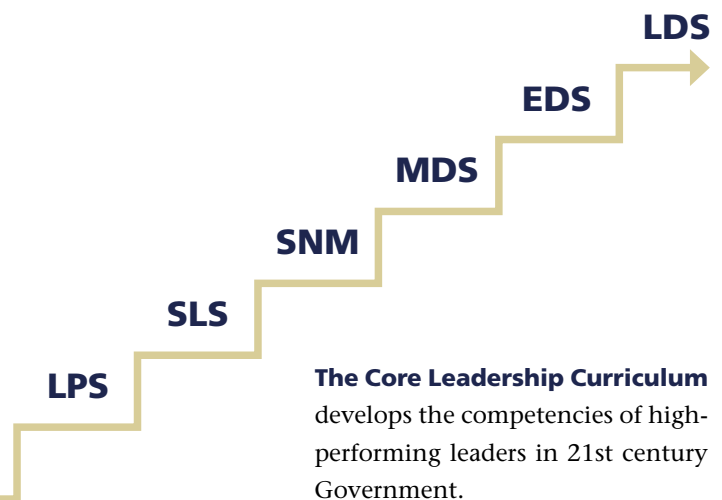 LDS
EDS
MDS
SNM
SLS
LPS
The Core Leadership Curriculum
develops the competencies of high-
performing leaders in 21st century
Government.